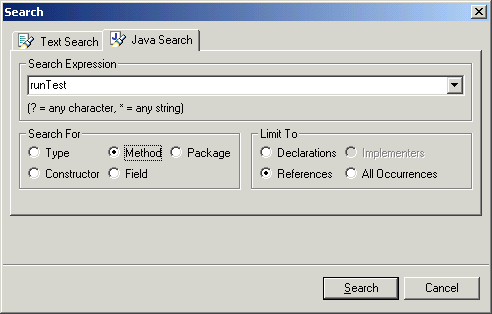 Search
Text Search Java Search
Search Expression
runTest
(? = any character, * = any string)
Search For Limit To
Type Method Package Declarations Implementers
Constructor Field References All Occurrences
Search Cancel